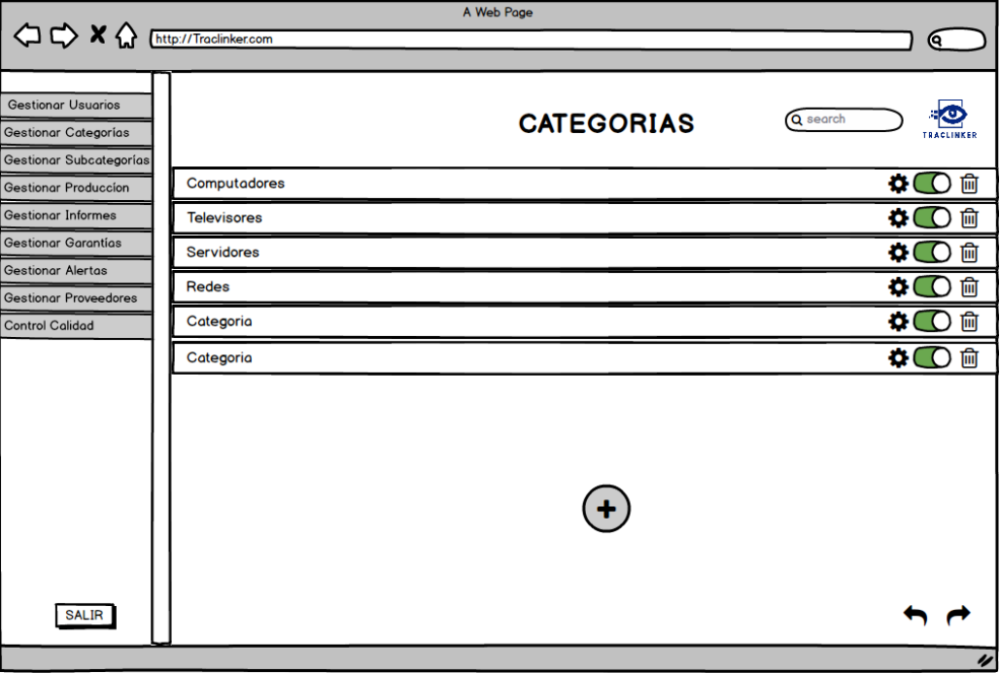 A Web Page
http://Traclinker.com
Gestionar Usuarios
Gestionar Categorías
Gestionar Subcategorías
Gestionar Produccíon
Gestionar Informes
Gestionar Garantías
Gestionar Alertas
Gestionar Proveedores
Control Calidad
SALIR
CATEGORIAS
search
TRACLINKER
Computadores
Televisores
Servidores
Redes
Categoria
Categoria